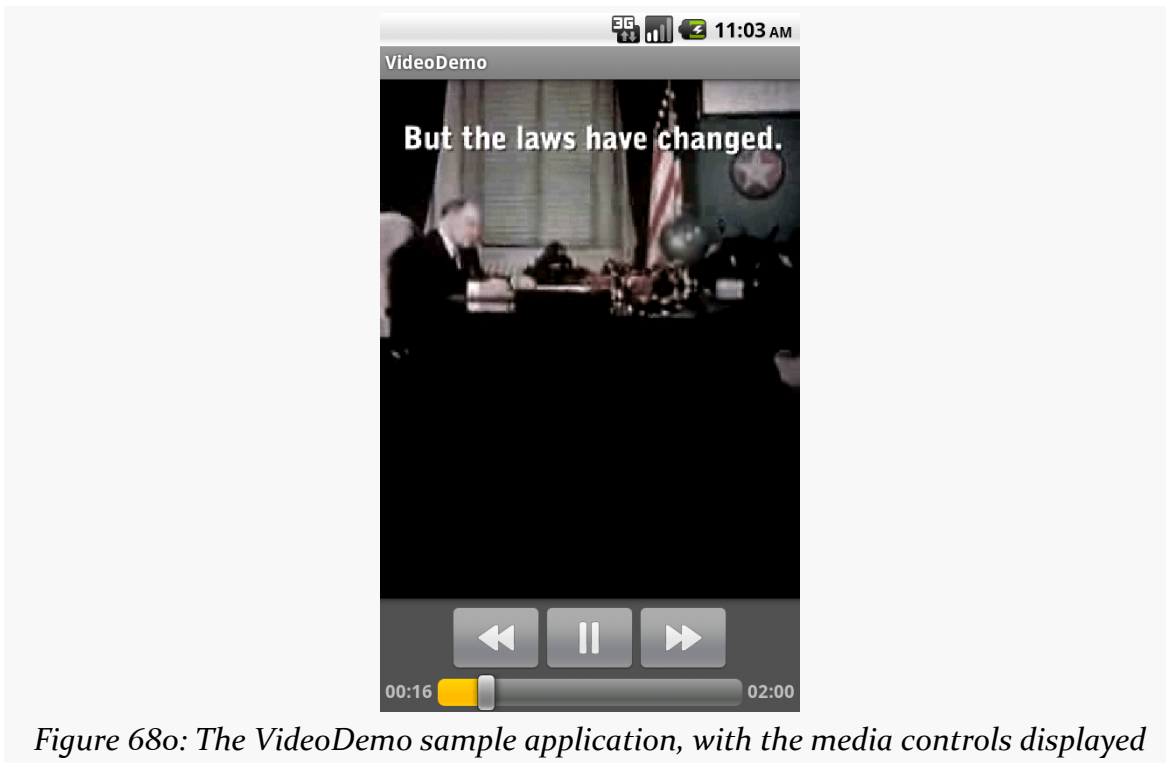 3G
11:03 AM
VideoDemo
But the laws have changed.
00:16
02:00
Figure 680: The VideoDemo sample application, with the media controls displayed